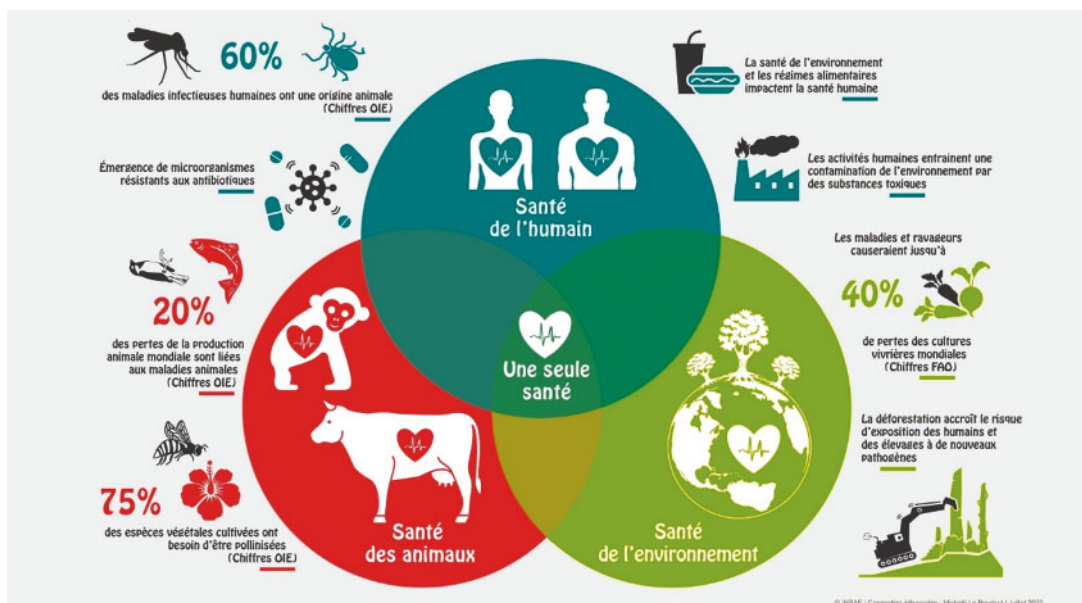 60%
des maladies infectieuses humaines ont une origine animale
(Chiffres OIE)
Émergence de microorganismes
résistants aux antibiotiques
20%
des pertes de la production
animale mondiale sont liées
aux maladies animales
(Chiffres OIE)
75%
des espèces végétales cultivées ont
besoin d'être pollinisées
(Chiffres OIE)
Santé
de l'humain
Une seule
santé
Santé
des animaux
Santé
de l'environnement
La santé de l'environnement
et les régimes alimentaires
impactent la santé humaine
Les activités humaines entrainent une
contamination de l'environnement par
des substances toxiques
Les maladies et ravageurs
causeraient jusqu'à
40%
de pertes des cultures
vivrières mondiales
(Chiffres FAO)
La déforestation accroît le risque
d'exposition des humains et
des élevages à de nouveaux
pathogènes